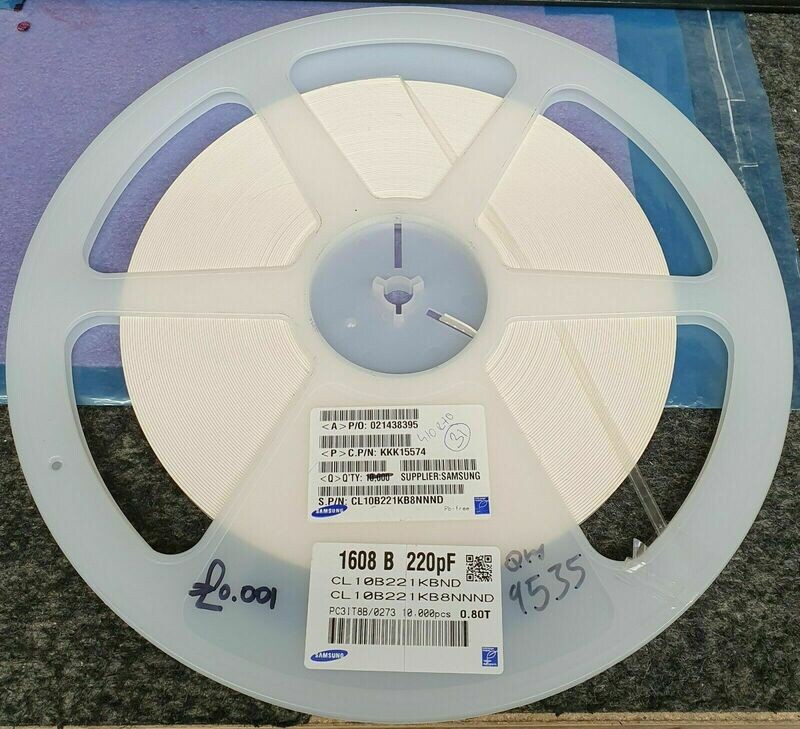 <A>P/O: 021438395
410210
31
<P>C.P/N: KKK15574
<Q>Q'TY: 10,000 SUPPLIER:SAMSUNG
S.P/N: CL10B221KB8NNND
SAMSUNG
Pb-free
1608 B 220pF
CL10B221KBND
CL10B221KB8NNND
PC31T8B/0273 10.000pcs 0.80T
SAMSUNG
£0.001
QTY
9535